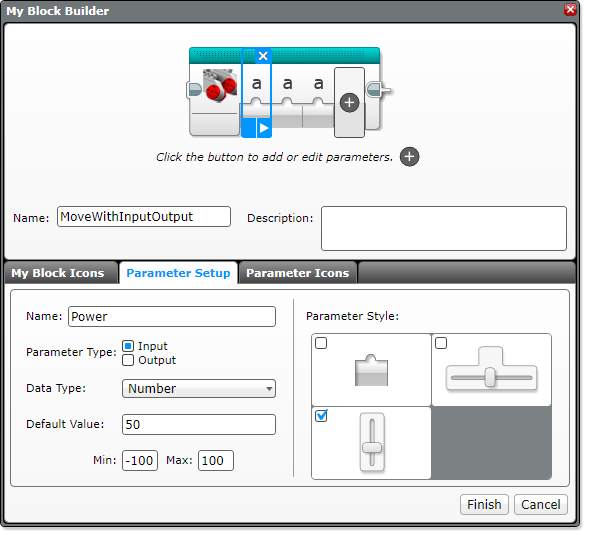 My Block Builder
a a a
Click the button to add or edit parameters.
Name: MoveWithInputOutput Description:
My Block Icons Parameter Setup Parameter Icons
Name: Power
Parameter Type: Input
Output
Data Type: Number
Default Value: 50
Min: -100 Max: 100
Parameter Style:
Finish Cancel